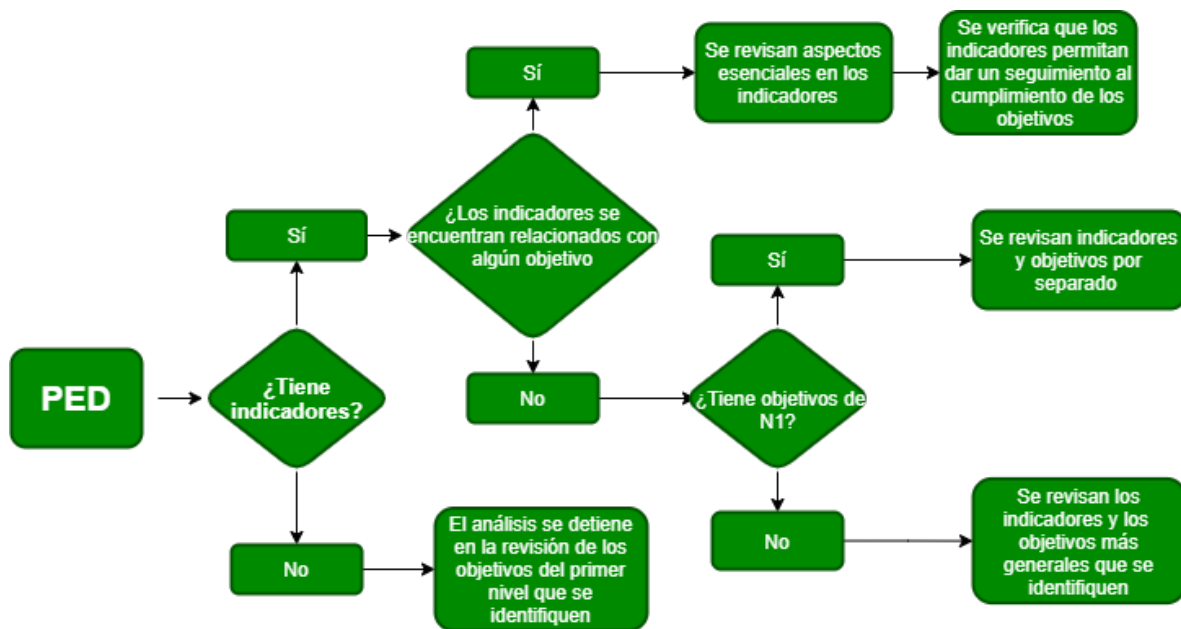 PED
¿Tiene
indicadores?
Sí
¿Los indicadores se
encuentran relacionados con
algún objetivo
Sí
Se revisan aspectos
esenciales en los
indicadores
Se verifica que los
indicadores permitan
dar un seguimiento al
cumplimiento de los
objetivos
No
¿Tiene objetivos de
N1?
Sí
Se revisan indicadores
y objetivos por
separado
No
Se revisan los
indicadores y los
objetivos más
generales que se
identifiquen
No
El análisis se detiene
en la revisión de los
objetivos del primer
nivel que se
identifiquen